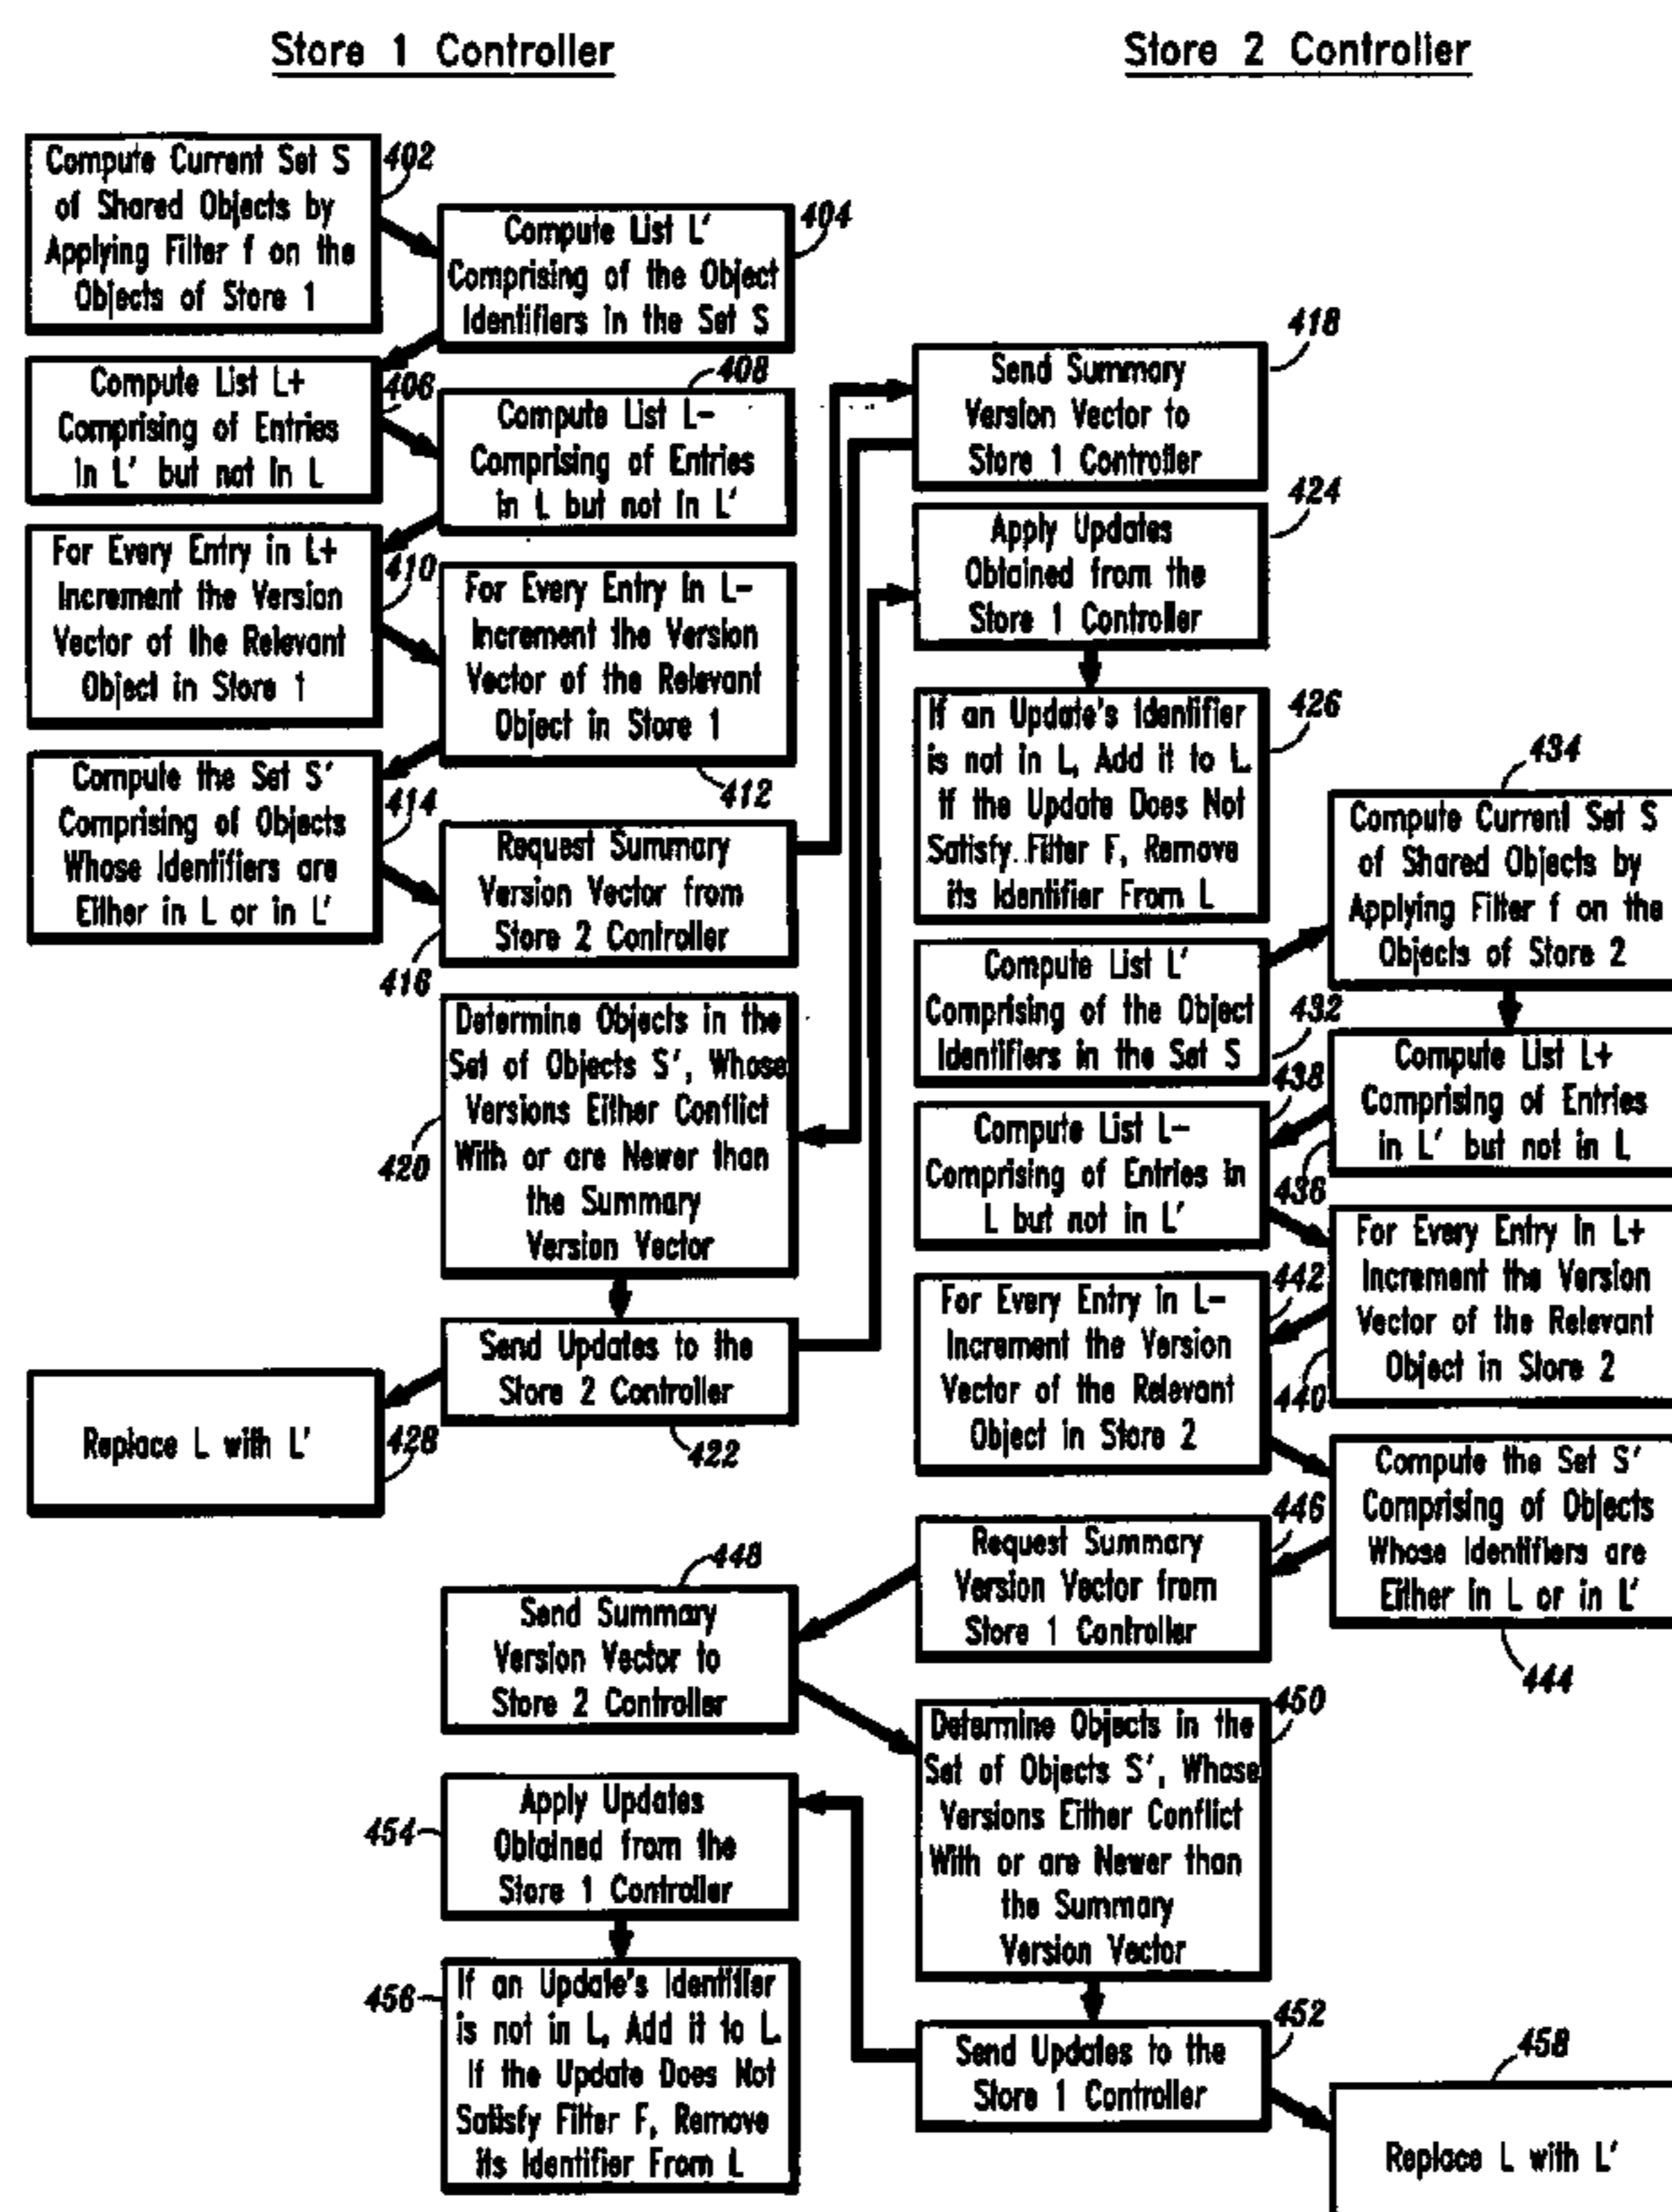 Store 1 Controller
Store 2 Controller
Compute Current Set S
of Shared Objects by
Applying Filter f on the
Objects of Store 1
402
Compute List L'
Comprising of the Object
Identifiers in the Set S
404
Compute List L+
Comprising of Entries
in L' but not in L
406
Compute List L-
Comprising of Entries
in L but not in L'
408
For Every Entry in L+
Increment the Version
Vector of the Relevant
Object in Store 1
410
For Every Entry in L-
Increment the Version
Vector of the Relevant
Object in Store 1
412
Compute the Set S'
Comprising of Objects
Whose Identifiers are
Either in L or in L'
414
Request Summary
Version Vector from
Store 2 Controller
416
Send Summary
Version Vector to
Store 1 Controller
418
Determine Objects in the
Set of Objects S', Whose
Versions Either Conflict
With or are Newer than
the Summary
Version Vector
420
Send Updates to the
Store 2 Controller
422
Apply Updates
Obtained from the
Store 1 Controller
424
If an Update's Identifier
is not in L, Add it to L.
If the Update Does Not
Satisfy Filter F, Remove
its Identifier From L
426
Replace L with L'
428
Compute List L'
Comprising of the Object
Identifiers in the Set S
432
Compute Current Set S
of Shared Objects by
Applying Filter f on the
Objects of Store 2
434
Compute List L+
Comprising of Entries
in L' but not in L
436
Compute List L-
Comprising of Entries in
L but not in L'
438
For Every Entry in L+
Increment the Version
Vector of the Relevant
Object in Store 2
440
For Every Entry in L-
Increment the Version
Vector of the Relevant
Object in Store 2
442
Compute the Set S'
Comprising of Objects
Whose Identifiers are
Either in L or in L'
444
Request Summary
Version Vector from
Store 1 Controller
446
Send Summary
Version Vector to
Store 2 Controller
448
Determine Objects in the
Set of Objects S', Whose
Versions Either Conflict
With or are Newer than
the Summary
Version Vector
450
Send Updates to the
Store 1 Controller
452
Apply Updates
Obtained from the
Store 1 Controller
454
If an Update's Identifier
is not in L, Add it to L.
If the Update Does Not
Satisfy Filter F, Remove
its Identifier From L
456
Replace L with L'
458